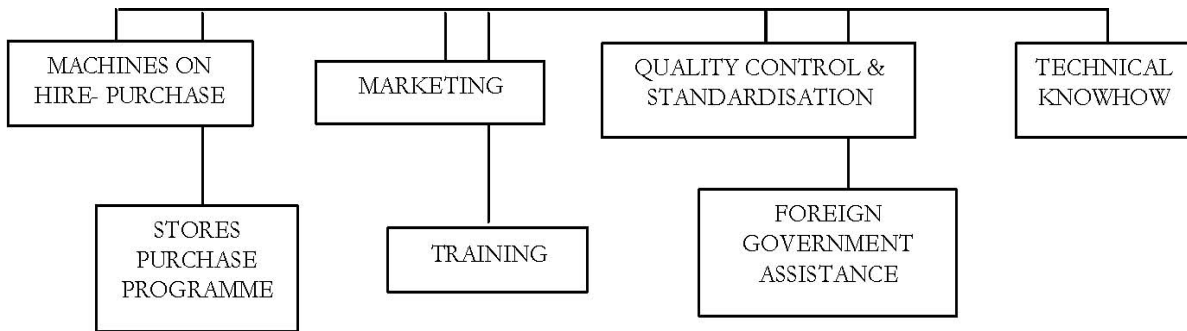 MACHINES ON
HIRE- PURCHASE
MARKETING
QUALITY CONTROL &
STANDARDISATION
TECHNICAL
KNOWHOW
STORES
PURCHASE
PROGRAMME
TRAINING
FOREIGN
GOVERNMENT
ASSISTANCE